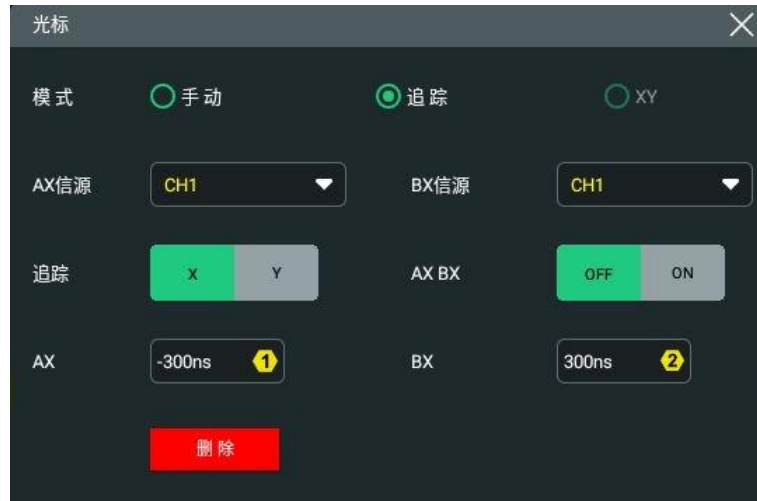 光标
模式 手动 追踪 XY
AX信源 CH1 BX信源 CH1
追踪 X Y AX BX OFF ON
AX -300ns 1 BX 300ns 2
删除